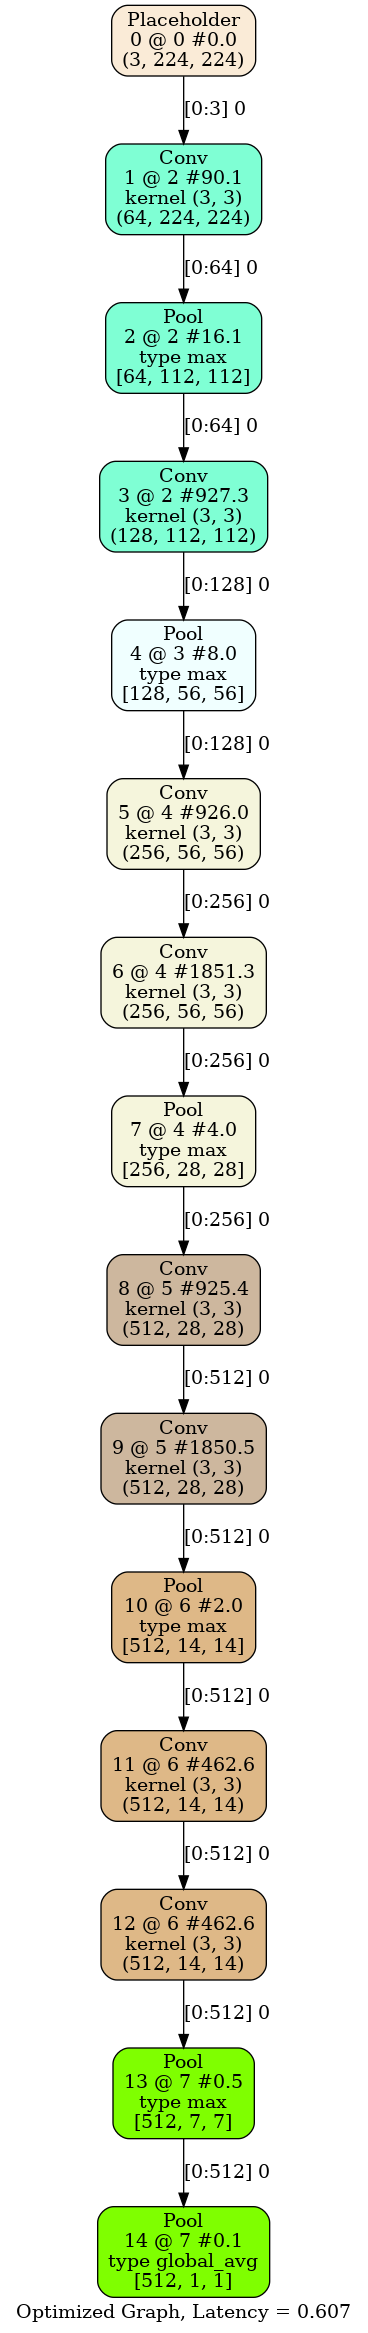 Placeholder
0 @ 0 #0.0
(3, 224, 224)
[0:3] 0
Conv
1 @ 2 #90.1
kernel (3, 3)
(64, 224, 224)
[0:64] 0
Pool
2 @ 2 #16.1
type max
[64, 112, 112]
[0:64] 0
Conv
3 @ 2 #927.3
kernel (3, 3)
(128, 112, 112)
[0:128] 0
Pool
4 @ 3 #8.0
type max
[128, 56, 56]
[0:128] 0
Conv
5 @ 4 #926.0
kernel (3, 3)
(256, 56, 56)
[0:256] 0
Conv
6 @ 4 #1851.3
kernel (3, 3)
(256, 56, 56)
[0:256] 0
Pool
7 @ 4 #4.0
type max
[256, 28, 28]
[0:256] 0
Conv
8 @ 5 #925.4
kernel (3, 3)
(512, 28, 28)
[0:512] 0
Conv
9 @ 5 #1850.5
kernel (3, 3)
(512, 28, 28)
[0:512] 0
Pool
10 @ 6 #2.0
type max
[512, 14, 14]
[0:512] 0
Conv
11 @ 6 #462.6
kernel (3, 3)
(512, 14, 14)
[0:512] 0
Conv
12 @ 6 #462.6
kernel (3, 3)
(512, 14, 14)
[0:512] 0
Pool
13 @ 7 #0.5
type max
[512, 7, 7]
[0:512] 0
Pool
14 @ 7 #0.1
type global_avg
[512, 1, 1]
Optimized Graph, Latency = 0.607